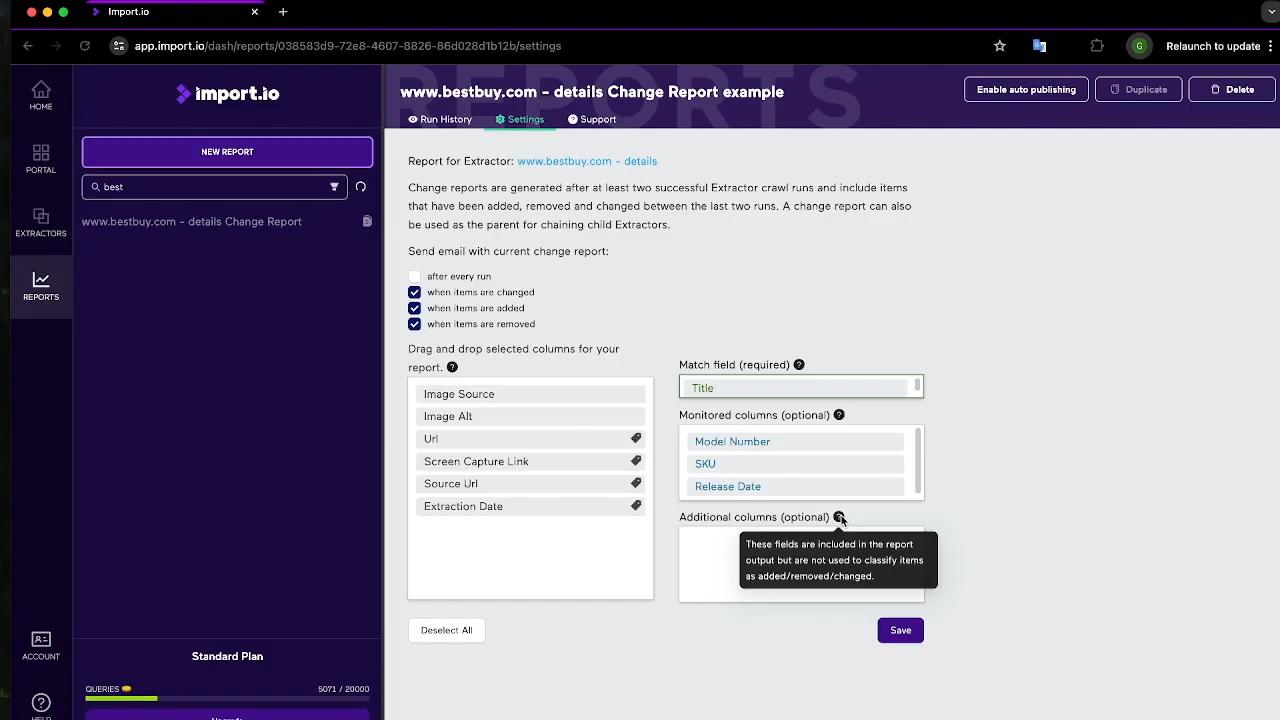 Import.io
app.import.io/dash/reports/038583d9-72e8-4607-8826-86d028d1b12b/settings
G
Relaunch to update
HOME
PORTAL
EXTRACTORS
REPORTS
ACCOUNT
import.io
NEW REPORT
best
www.bestbuy.com - details Change Report
Standard Plan
QUERIES
5071 / 20000
REPORTS
www.bestbuy.com - details Change Report example
Enable auto publishing
Duplicate
Delete
Run History
Settings
Support
Report for Extractor: www.bestbuy.com - details
Change reports are generated after at least two successful Extractor crawl runs and include items
that have been added, removed and changed between the last two runs. A change report can also
be used as the parent for chaining child Extractors.
Send email with current change report:
after every run
when items are changed
when items are added
when items are removed
Drag and drop selected columns for your
report.
Image Source
Image Alt
Url
Screen Capture Link
Source Url
Extraction Date
Match field (required)
Title
Monitored columns (optional)
Model Number
SKU
Release Date
Additional columns (optional)
These fields are included in the report
output but are not used to classify items
as added/removed/changed.
Deselect All
Save